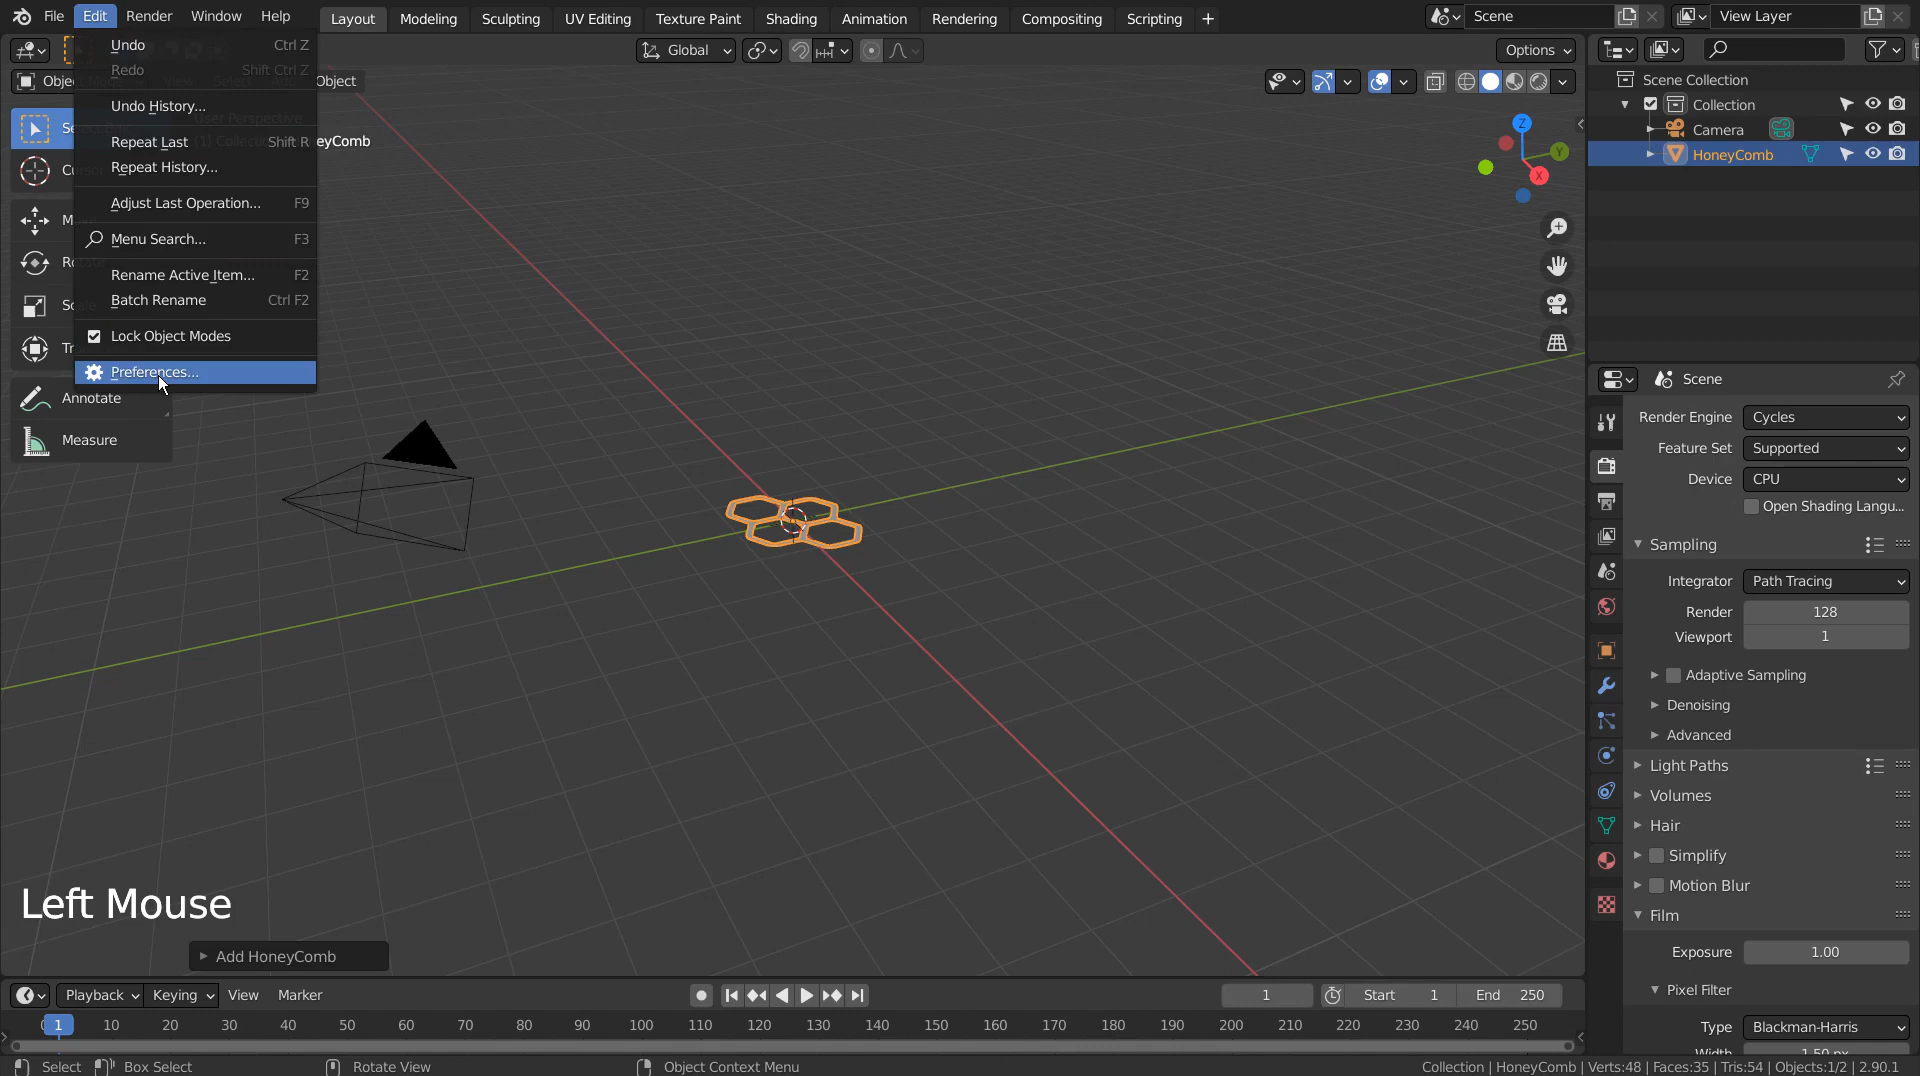 File Edit Render Window Help Layout Modeling Sculpting UV Editing Texture Paint Shading Animation Rendering Compositing Scripting + Scene View Layer
Global Options
Undo Ctrl Z
Redo Shift Ctrl Z
Undo History...
Repeat Last Shift R
Repeat History...
Adjust Last Operation... F9
Menu Search... F3
Rename Active Item... F2
Batch Rename Ctrl F2
Lock Object Modes
Preferences...
Object
User Perspective
(1) Collection
eyComb
Annotate
Measure
Z
Y
X
Left Mouse
Add HoneyComb
Scene Collection
Collection
Camera
HoneyComb
Scene
Render Engine Cycles
Feature Set Supported
Device CPU
Open Shading Langu...
Sampling
Integrator Path Tracing
Render 128
Viewport 1
Adaptive Sampling
Denoising
Advanced
Light Paths
Volumes
Hair
Simplify
Motion Blur
Film
Exposure 1.00
Pixel Filter
Type Blackman-Harris
Width 1.50 px
Playback Keying View Marker 1 Start 1 End 250
1 10 20 30 40 50 60 70 80 90 100 110 120 130 140 150 160 170 180 190 200 210 220 230 240 250
Select Box Select Rotate View Object Context Menu Collection | HoneyComb | Verts:48 | Faces:35 | Tris:54 | Objects:1/2 | 2.90.1